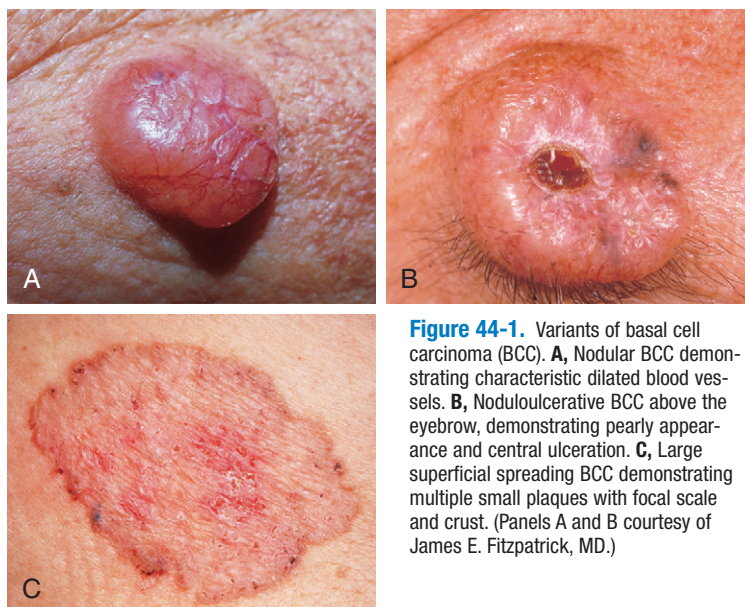 A
B
C
Figure 44-1. Variants of basal cell
carcinoma (BCC). A, Nodular BCC demon-
strating characteristic dilated blood ves-
sels. B, Noduloulcerative BCC above the
eyebrow, demonstrating pearly appear-
ance and central ulceration. C, Large
superficial spreading BCC demonstrating
multiple small plaques with focal scale
and crust. (Panels A and B courtesy of
James E. Fitzpatrick, MD.)